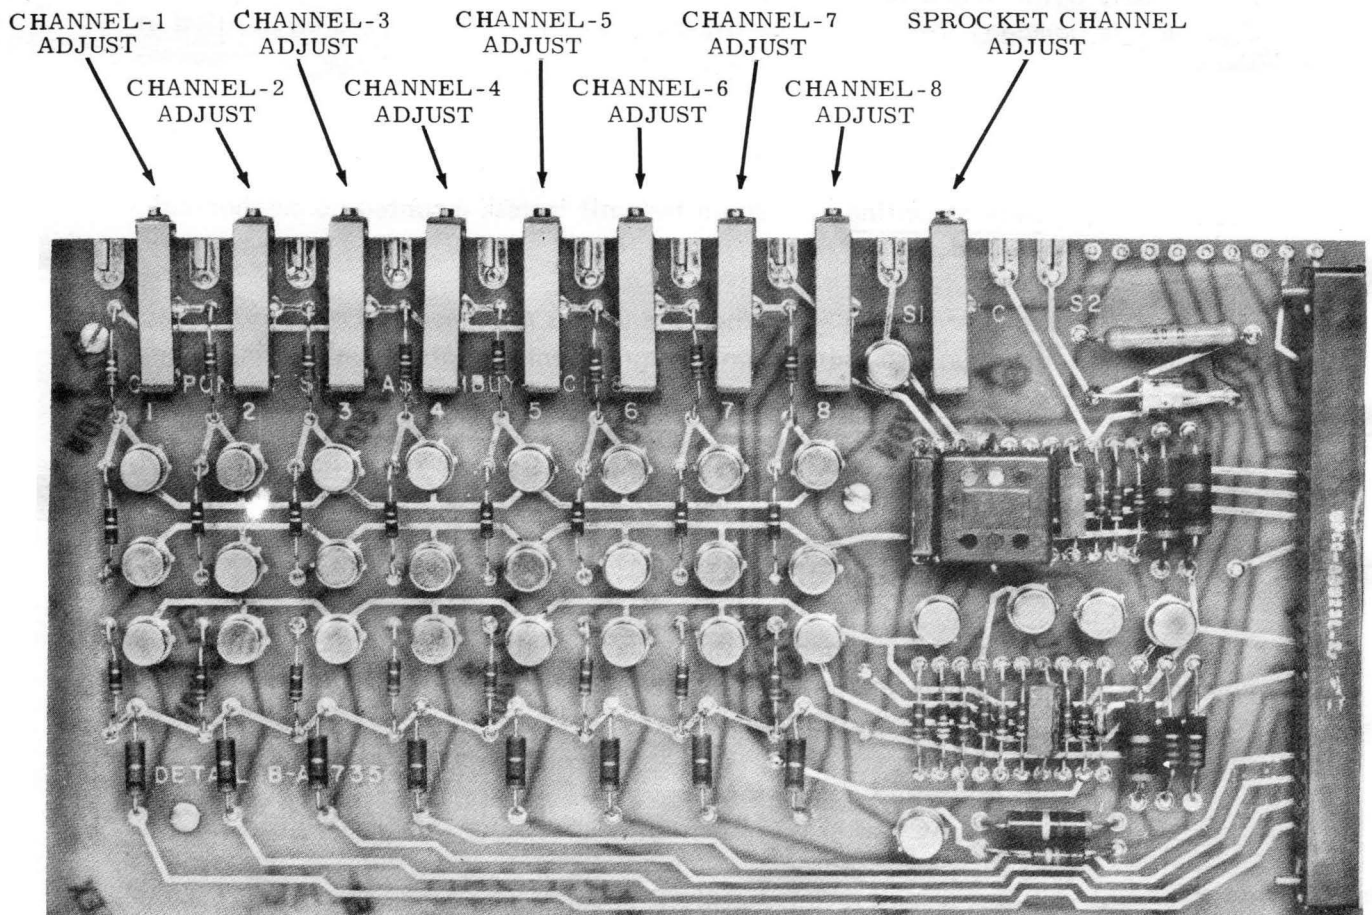 CHANNEL-1
ADJUST
CHANNEL-3
ADJUST
CHANNEL-5
ADJUST
CHANNEL-7
ADJUST
SPROCKET CHANNEL
ADJUST
CHANNEL-2
ADJUST
CHANNEL-4
ADJUST
CHANNEL-6
ADJUST
CHANNEL-8
ADJUST
S1 C S2
1 2 3 4 5 6 7 8
DETAIL